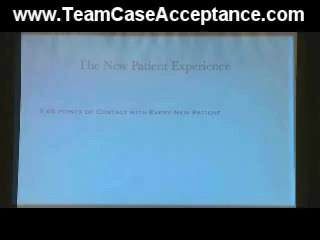 www.TeamCaseAcceptance.com
The New Patient Experience
points of Contact with Every New Patient